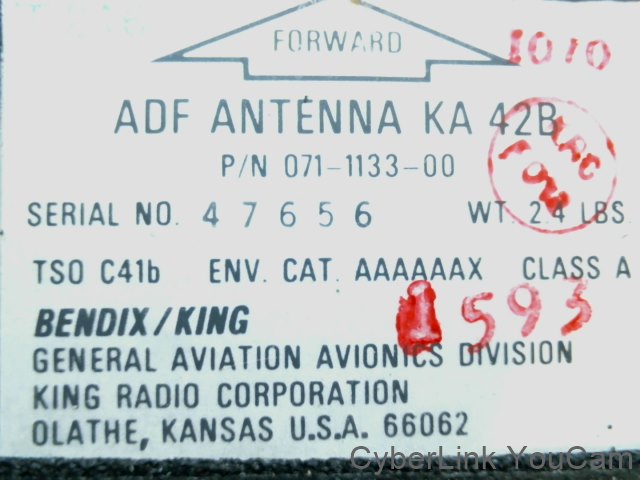 FORWARD
1010
ADF ANTENNA KA 42B
P/N 071-1133-00
SERIAL NO. 47656 WT. 2.4 LBS.
TSO C41b ENV. CAT. AAAAAAX CLASS A
BENDIX/KING
593
GENERAL AVIATION AVIONICS DIVISION
KING RADIO CORPORATION
OLATHE, KANSAS U.S.A. 66062
CyberLink YouCam